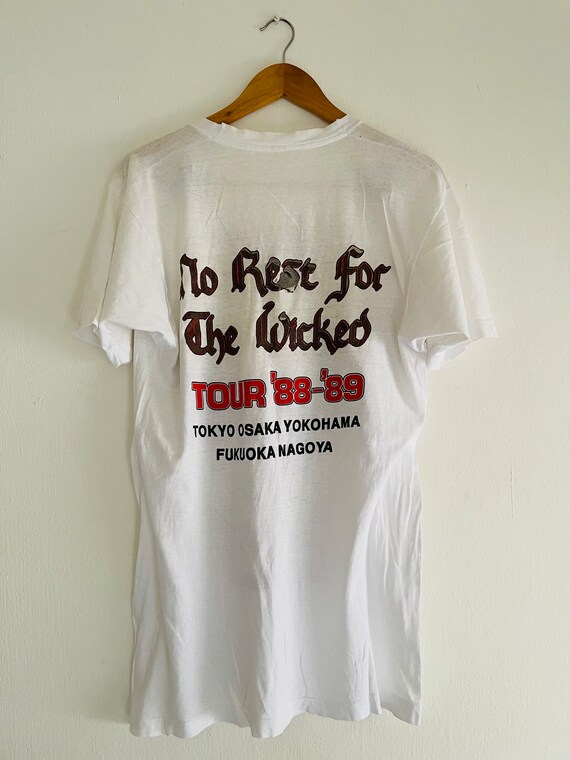 No Rest For
The Wicked
TOUR '88-'89
TOKYO OSAKA YOKOHAMA
FUKUOKA NAGOYA